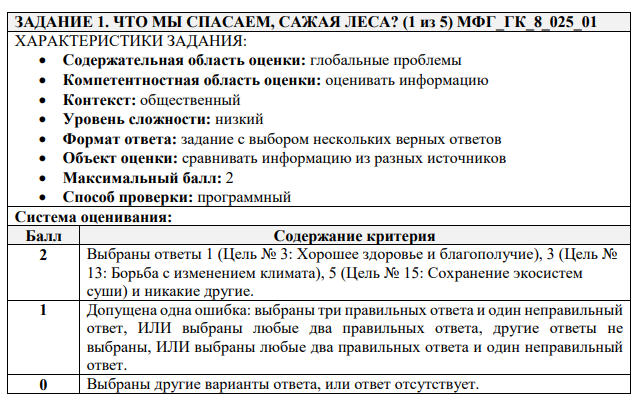 ЗАДАНИЕ 1. ЧТО МЫ СПАСАЕМ, САЖАЯ ЛЕСА? (1 из 5) МФГ_ГК_8_025_01
ХАРАКТЕРИСТИКИ ЗАДАНИЯ:
• Содержательная область оценки: глобальные проблемы
• Компетентностная область оценки: оценивать информацию
• Контекст: общественный
• Уровень сложности: низкий
• Формат ответа: задание с выбором нескольких верных ответов
• Объект оценки: сравнивать информацию из разных источников
• Максимальный балл: 2
• Способ проверки: программный
Система оценивания:
Балл Содержание критерия
2 Выбраны ответы 1 (Цель № 3: Хорошее здоровье и благополучие), 3 (Цель №
13: Борьба с изменением климата), 5 (Цель № 15: Сохранение экосистем
суши) и никакие другие.
1 Допущена одна ошибка: выбраны три правильных ответа и один неправильный
ответ, ИЛИ выбраны любые два правильных ответа, другие ответы не
выбраны, ИЛИ выбраны любые два правильных ответа и один неправильный
ответ.
0 Выбраны другие варианты ответа, или ответ отсутствует.